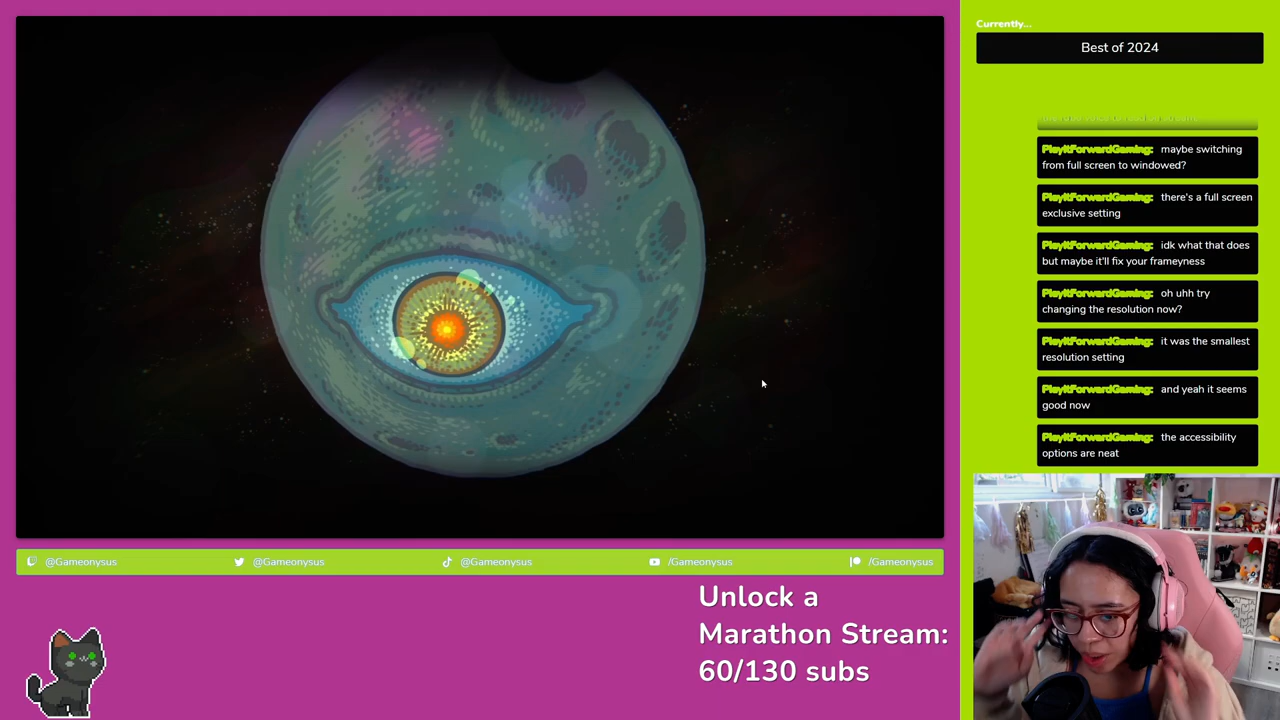 Currently...
Best of 2024
PlayItForwardGaming: maybe switching
from full screen to windowed?
PlayItForwardGaming: there's a full screen
exclusive setting
PlayItForwardGaming: idk what that does
but maybe it'll fix your frameyness
PlayItForwardGaming: oh uhh try
changing the resolution now?
PlayItForwardGaming: it was the smallest
resolution setting
PlayItForwardGaming: and yeah it seems
good now
PlayItForwardGaming: the accessibility
options are neat
@Gameonysus
@Gameonysus
@Gameonysus
/Gameonysus
/Gameonysus
Unlock a
Marathon Stream:
60/130 subs